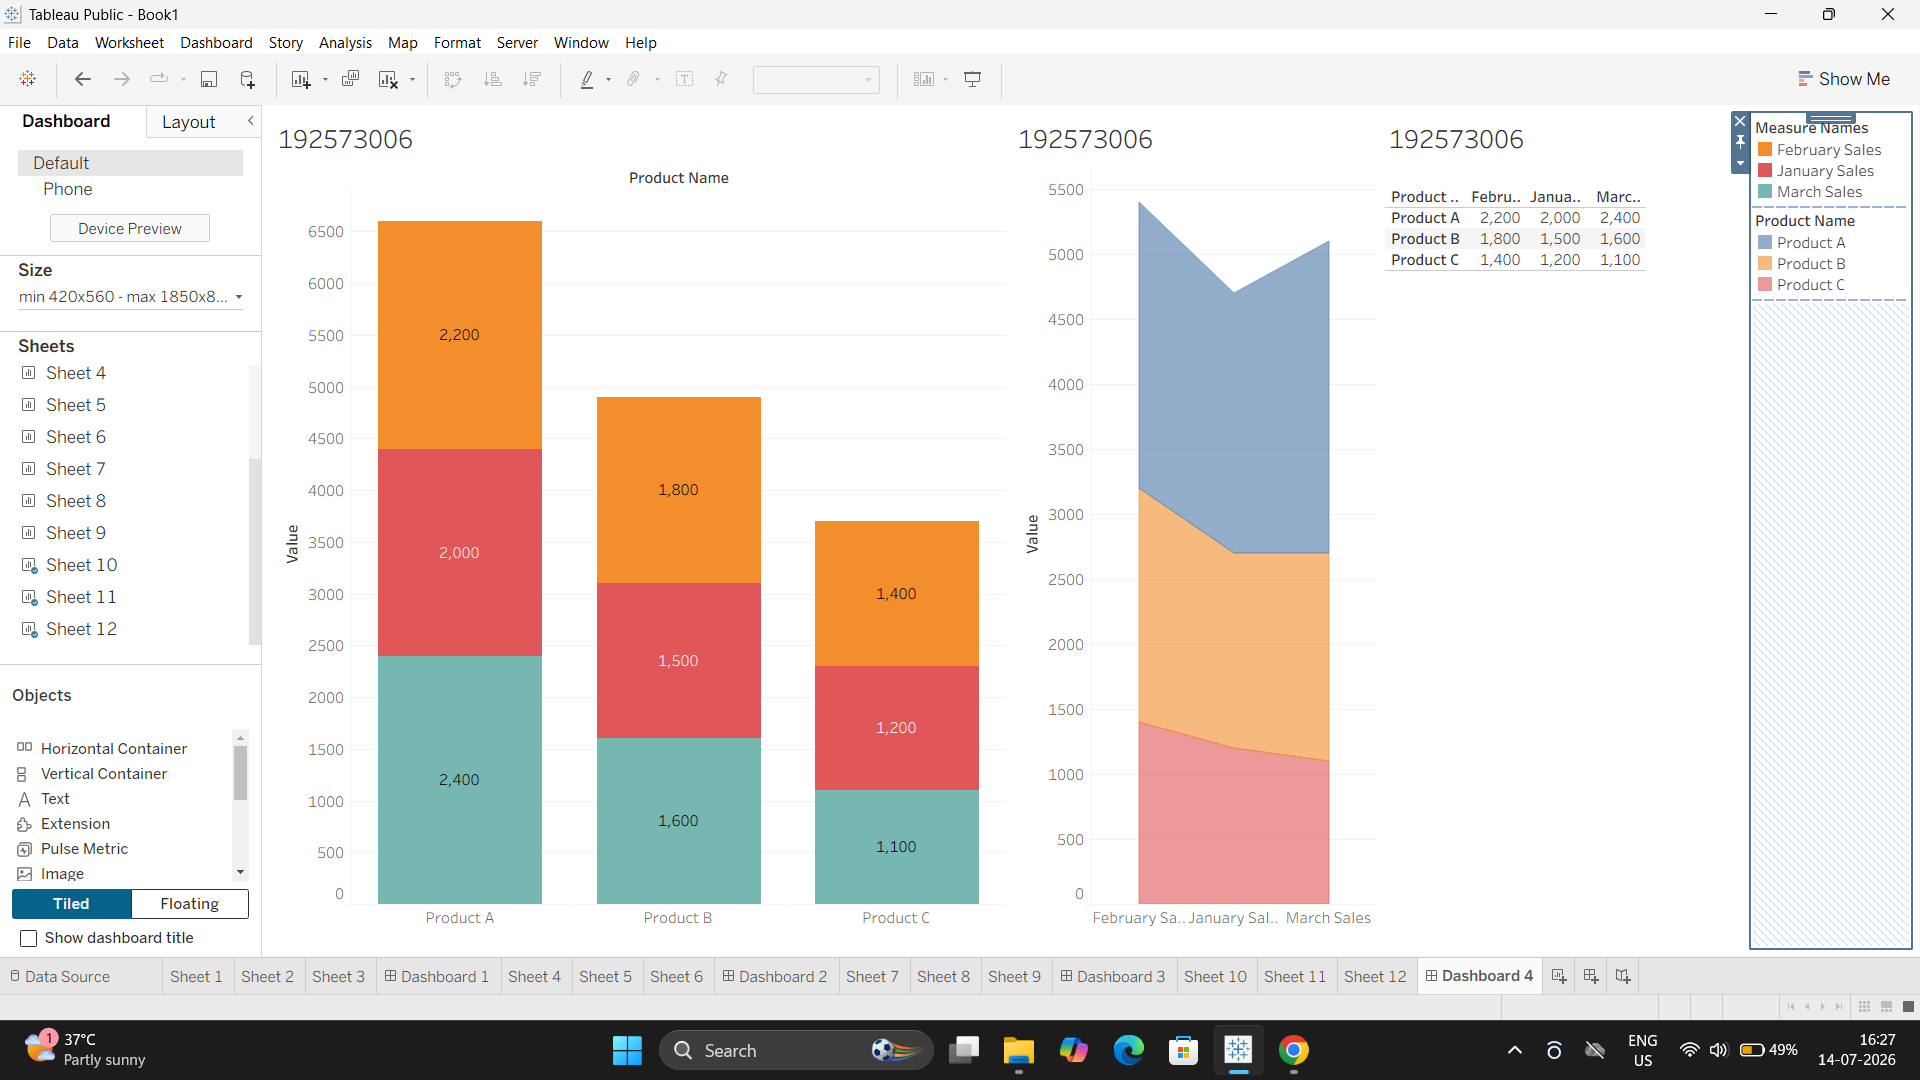 Tableau Public - Book1
File Data Worksheet Dashboard Story Analysis Map Format Server Window Help
Show Me
Dashboard Layout
Default
Phone
Device Preview
Size
min 420x560 - max 1850x8...
Sheets
Sheet 4
Sheet 5
Sheet 6
Sheet 7
Sheet 8
Sheet 9
Sheet 10
Sheet 11
Sheet 12
Objects
Horizontal Container
Vertical Container
Text
Extension
Pulse Metric
Image
Tiled Floating
Show dashboard title
192573006
Product Name
Value
6500
6000
5500
5000
4500
4000
3500
3000
2500
2000
1500
1000
500
0
2,200
2,000
2,400
1,800
1,500
1,600
1,400
1,200
1,100
Product A Product B Product C
192573006
Value
5500
5000
4500
4000
3500
3000
2500
2000
1500
1000
500
0
February Sa.. January Sal.. March Sales
192573006
Product .. Febru.. Janua.. Marc..
Product A 2,200 2,000 2,400
Product B 1,800 1,500 1,600
Product C 1,400 1,200 1,100
Measure Names
February Sales
January Sales
March Sales
Product Name
Product A
Product B
Product C
Data Source Sheet 1 Sheet 2 Sheet 3 Dashboard 1 Sheet 4 Sheet 5 Sheet 6 Dashboard 2 Sheet 7 Sheet 8 Sheet 9 Dashboard 3 Sheet 10 Sheet 11 Sheet 12 Dashboard 4
1
37°C
Partly sunny
Search
ENG
US
49%
16:27
14-07-2026